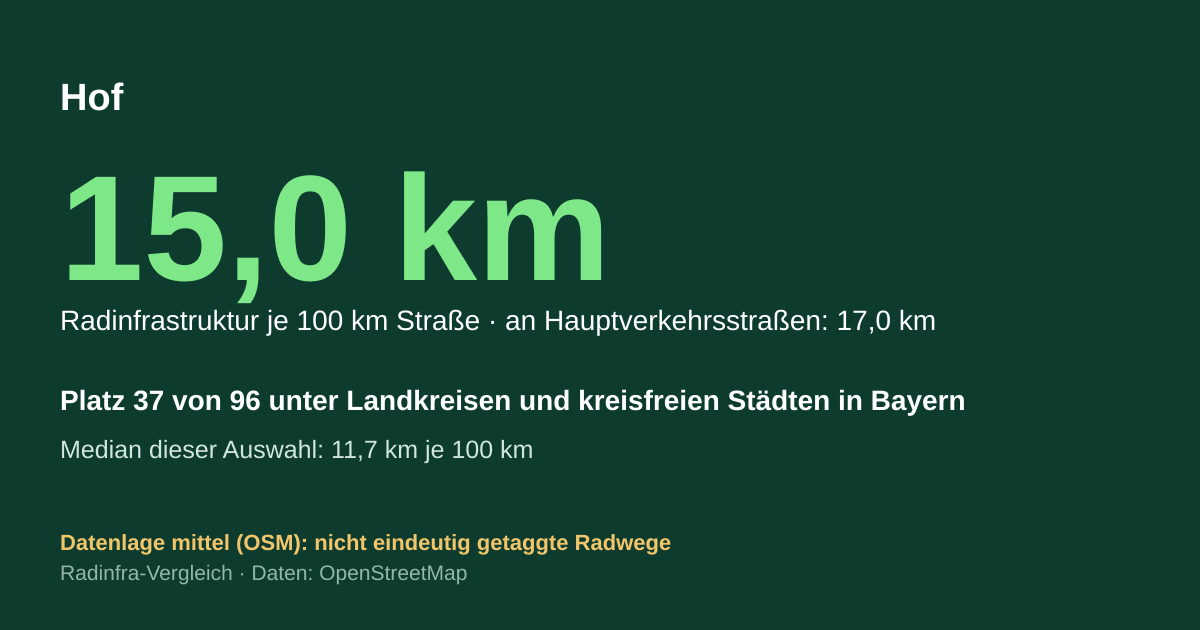 Hof
15,0 km
Radinfrastruktur je 100 km Straße · an Hauptverkehrsstraßen: 17,0 km
Platz 37 von 96 unter Landkreisen und kreisfreien Städten in Bayern
Median dieser Auswahl: 11,7 km je 100 km
Datenlage mittel (OSM): nicht eindeutig getaggte Radwege
Radinfra-Vergleich · Daten: OpenStreetMap